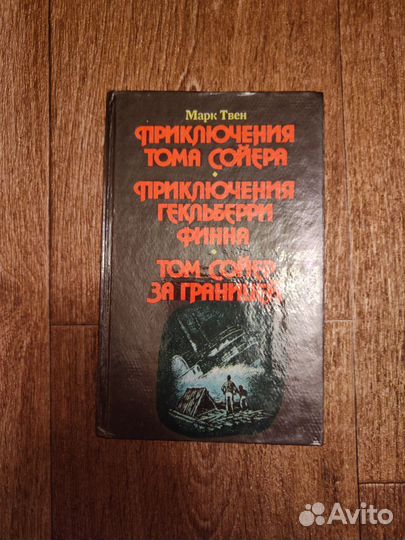 Марк Твен
ПРИКЛЮЧЕНИЯ
ТОМА СОЙЕРА
ПРИКЛЮЧЕНИЯ
ГЕКЛЬБЕРРИ
ФИННА
ТОМ СОЙЕР
ЗА ГРАНИЦЕЙ
Avito